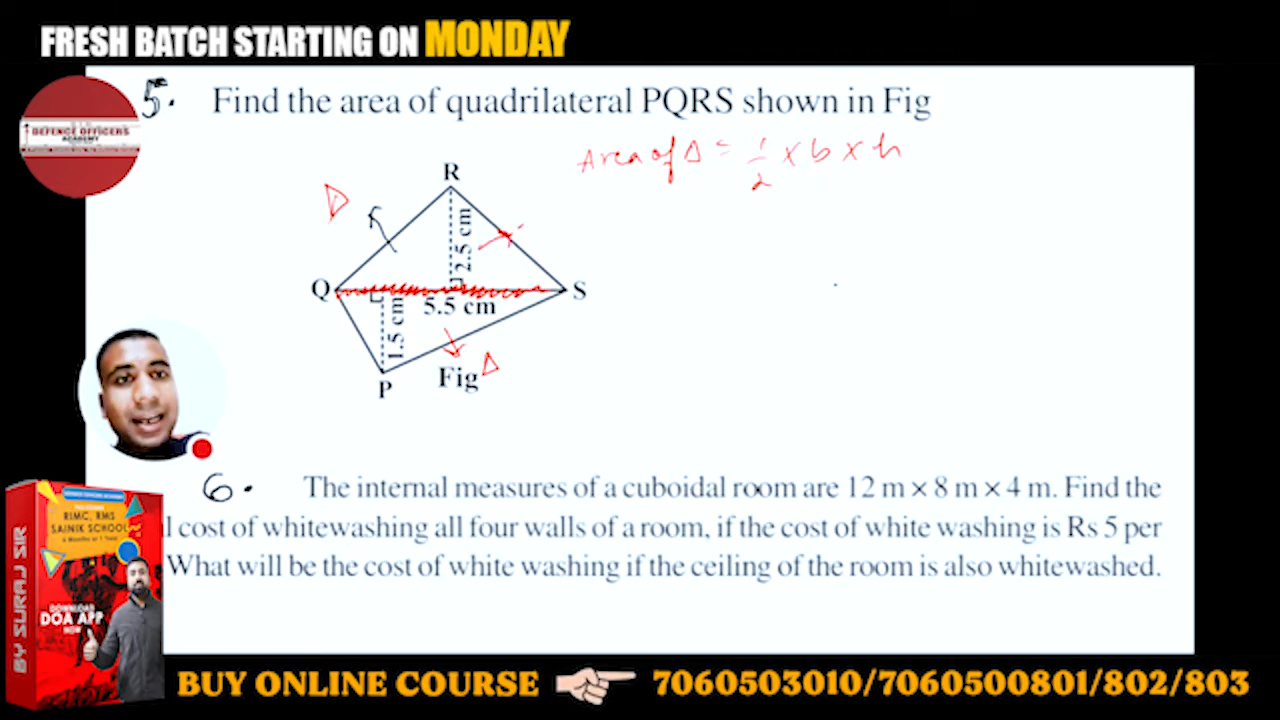 FRESH BATCH STARTING ON MONDAY
5. Find the area of quadrilateral PQRS shown in Fig
DEFENCE OFFICERS
ACADEMY
Area of Δ = 1/2 × b × h
R
2.5 cm
Q
S
5.5 cm
1.5 cm
P
Fig
6. The internal measures of a cuboidal room are 12 m × 8 m × 4 m. Find the
cost of whitewashing all four walls of a room, if the cost of white washing is Rs 5 per
What will be the cost of white washing if the ceiling of the room is also whitewashed.
RIMC, RMS
SAINIK SCHOOL
DOWNLOAD
DOA APP
NOW
BY SURAJ SIR
BUY ONLINE COURSE 7060503010/7060500801/802/803